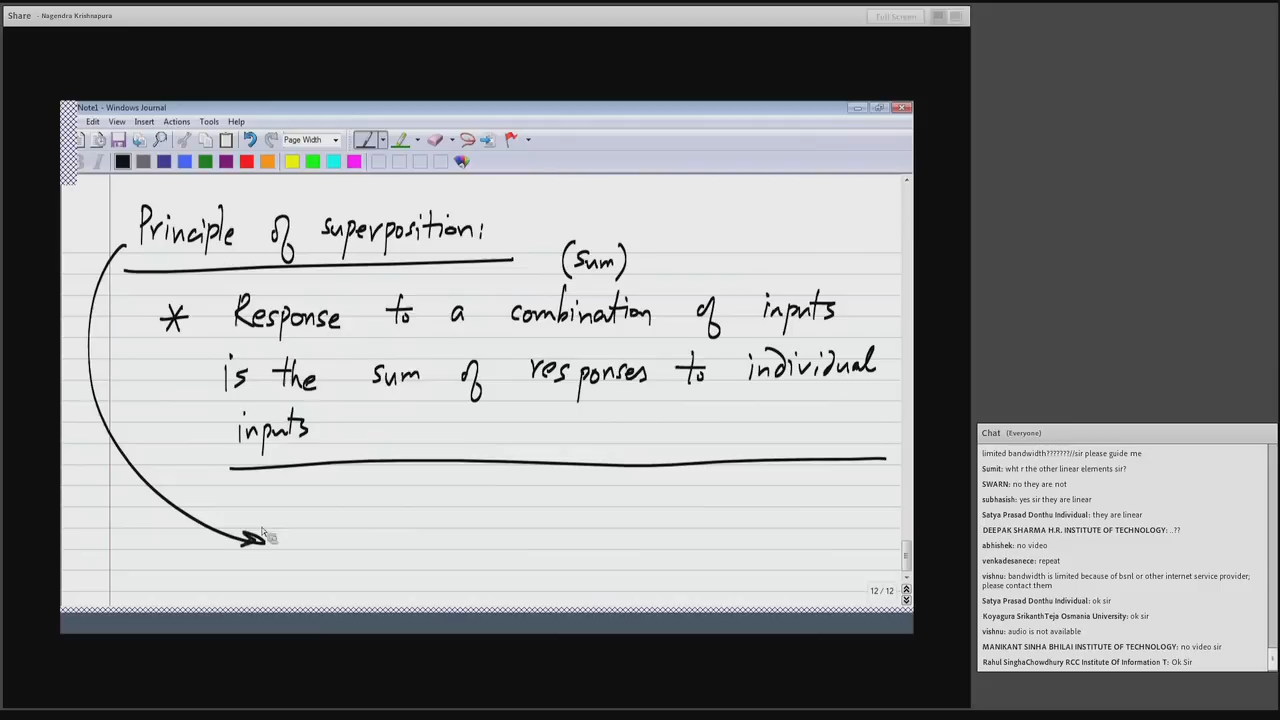 Share - Nagendra Krishnapura
Full Screen
Note1 - Windows Journal
Edit View Insert Actions Tools Help
Page Width
Principle of superposition:
(sum)
* Response to a combination of inputs
is the sum of responses to individual
inputs
12 / 12
Chat (Everyone)
limited bandwidth???????//sir please guide me
Sumit: wht r the other linear elements sir?
SWARN: no they are not
subhasish: yes sir they are linear
Satya Prasad Donthu Individual: they are linear
DEEPAK SHARMA H.R. INSTITUTE OF TECHNOLOGY: ..??
abhishek: no video
venkadesanece: repeat
vishnu: bandwidth is limited because of bsnl or other internet service provider;
please contact them
Satya Prasad Donthu Individual: ok sir
Koyagura SrikanthTeja Osmania University: ok sir
vishnu: audio is not available
MANIKANT SINHA BHILAI INSTITUTE OF TECHNOLOGY: no video sir
Rahul SinghaChowdhury RCC Institute Of Information T: Ok Sir